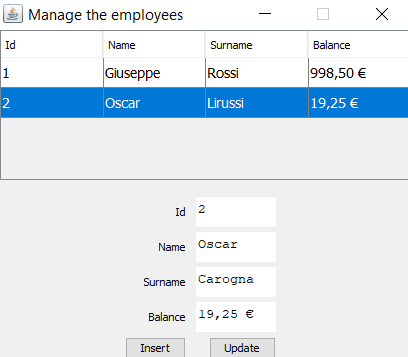 Manage the employees
Id Name Surname Balance
1 Giuseppe Rossi 998,50 €
2 Oscar Lirussi 19,25 €
Id 2
Name Oscar
Surname Carogna
Balance 19,25 €
Insert Update